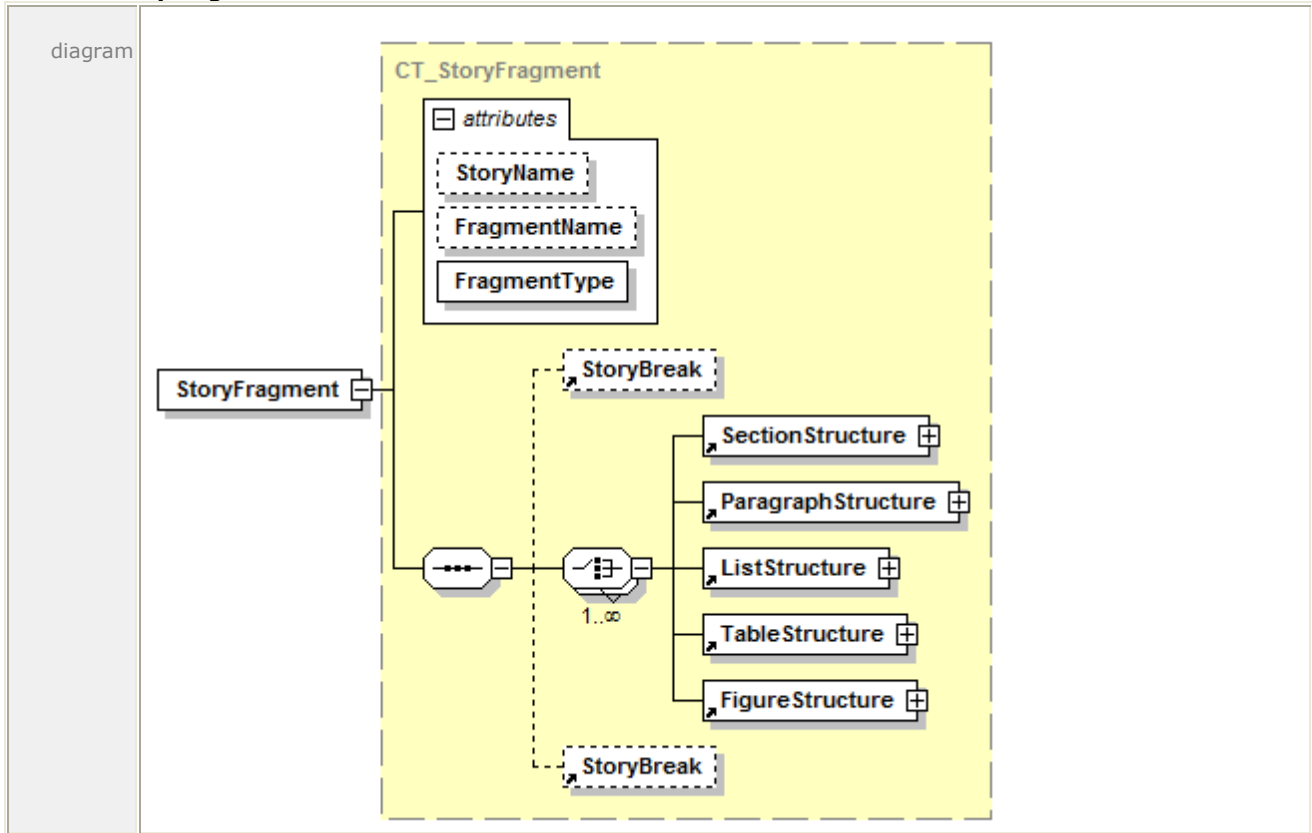 diagram
CT_StoryFragment
attributes
StoryName
FragmentName
FragmentType
StoryBreak
StoryFragment
SectionStructure
ParagraphStructure
ListStructure
1..∞
TableStructure
FigureStructure
StoryBreak